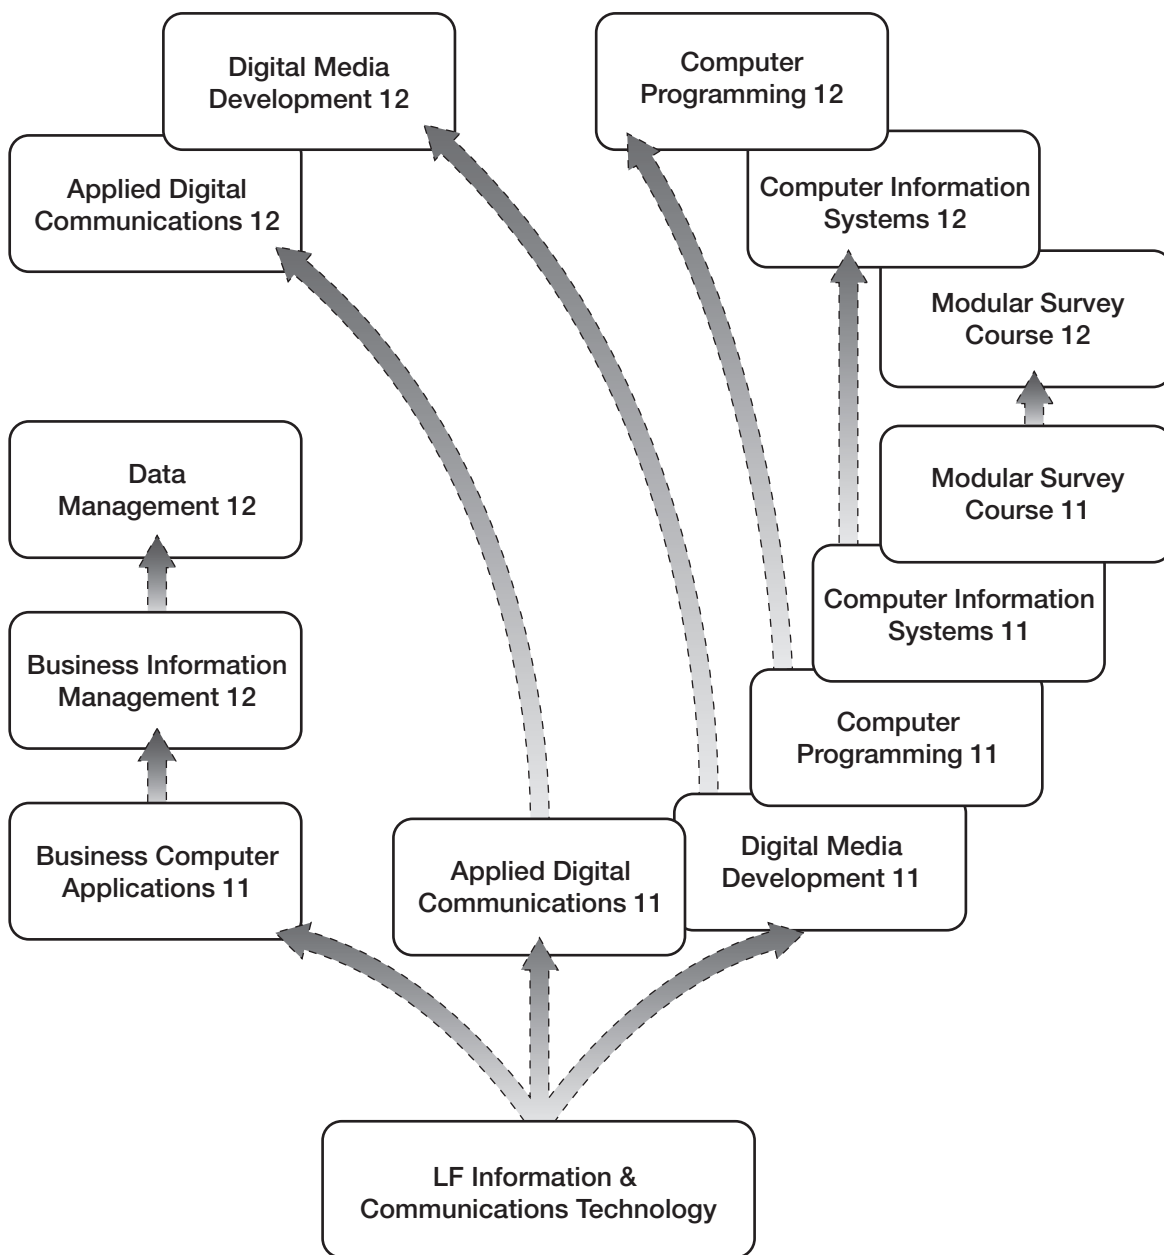 Digital Media
Development 12
Computer
Programming 12
Applied Digital
Communications 12
Computer Information
Systems 12
Modular Survey
Course 12
Data
Management 12
Modular Survey
Course 11
Computer Information
Systems 11
Business Information
Management 12
Computer
Programming 11
Business Computer
Applications 11
Applied Digital
Communications 11
Digital Media
Development 11
LF Information &
Communications Technology